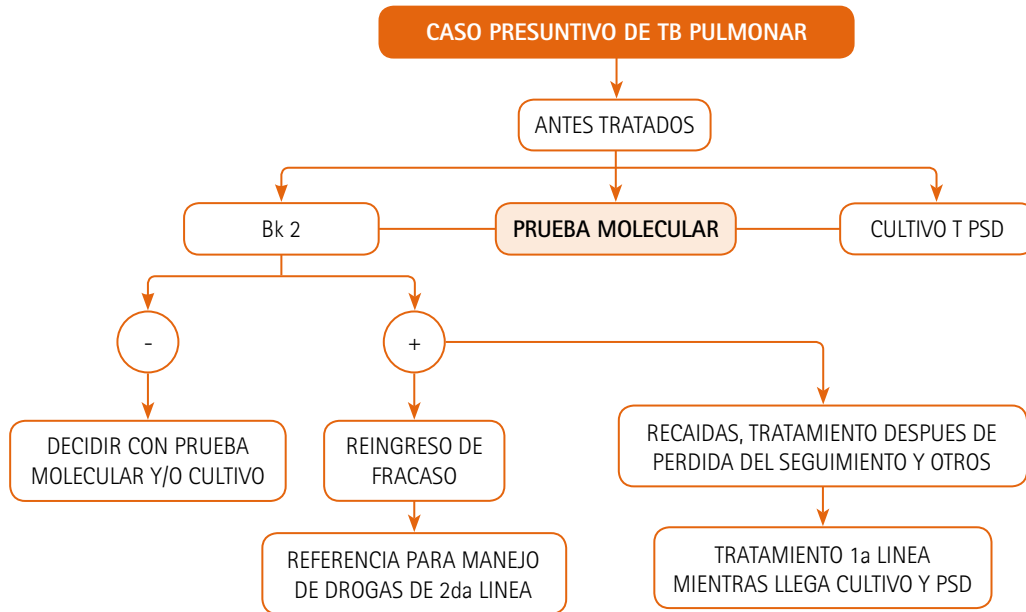 CASO PRESUNTIVO DE TB PULMONAR
ANTES TRATADOS
Bk 2
PRUEBA MOLECULAR
CULTIVO T PSD
-
+
DECIDIR CON PRUEBA
MOLECULAR Y/O CULTIVO
REINGRESO DE
FRACASO
RECAIDAS, TRATAMIENTO DESPUES DE
PERDIDA DEL SEGUIMIENTO Y OTROS
REFERENCIA PARA MANEJO
DE DROGAS DE 2da LINEA
TRATAMIENTO 1a LINEA
MIENTRAS LLEGA CULTIVO Y PSD